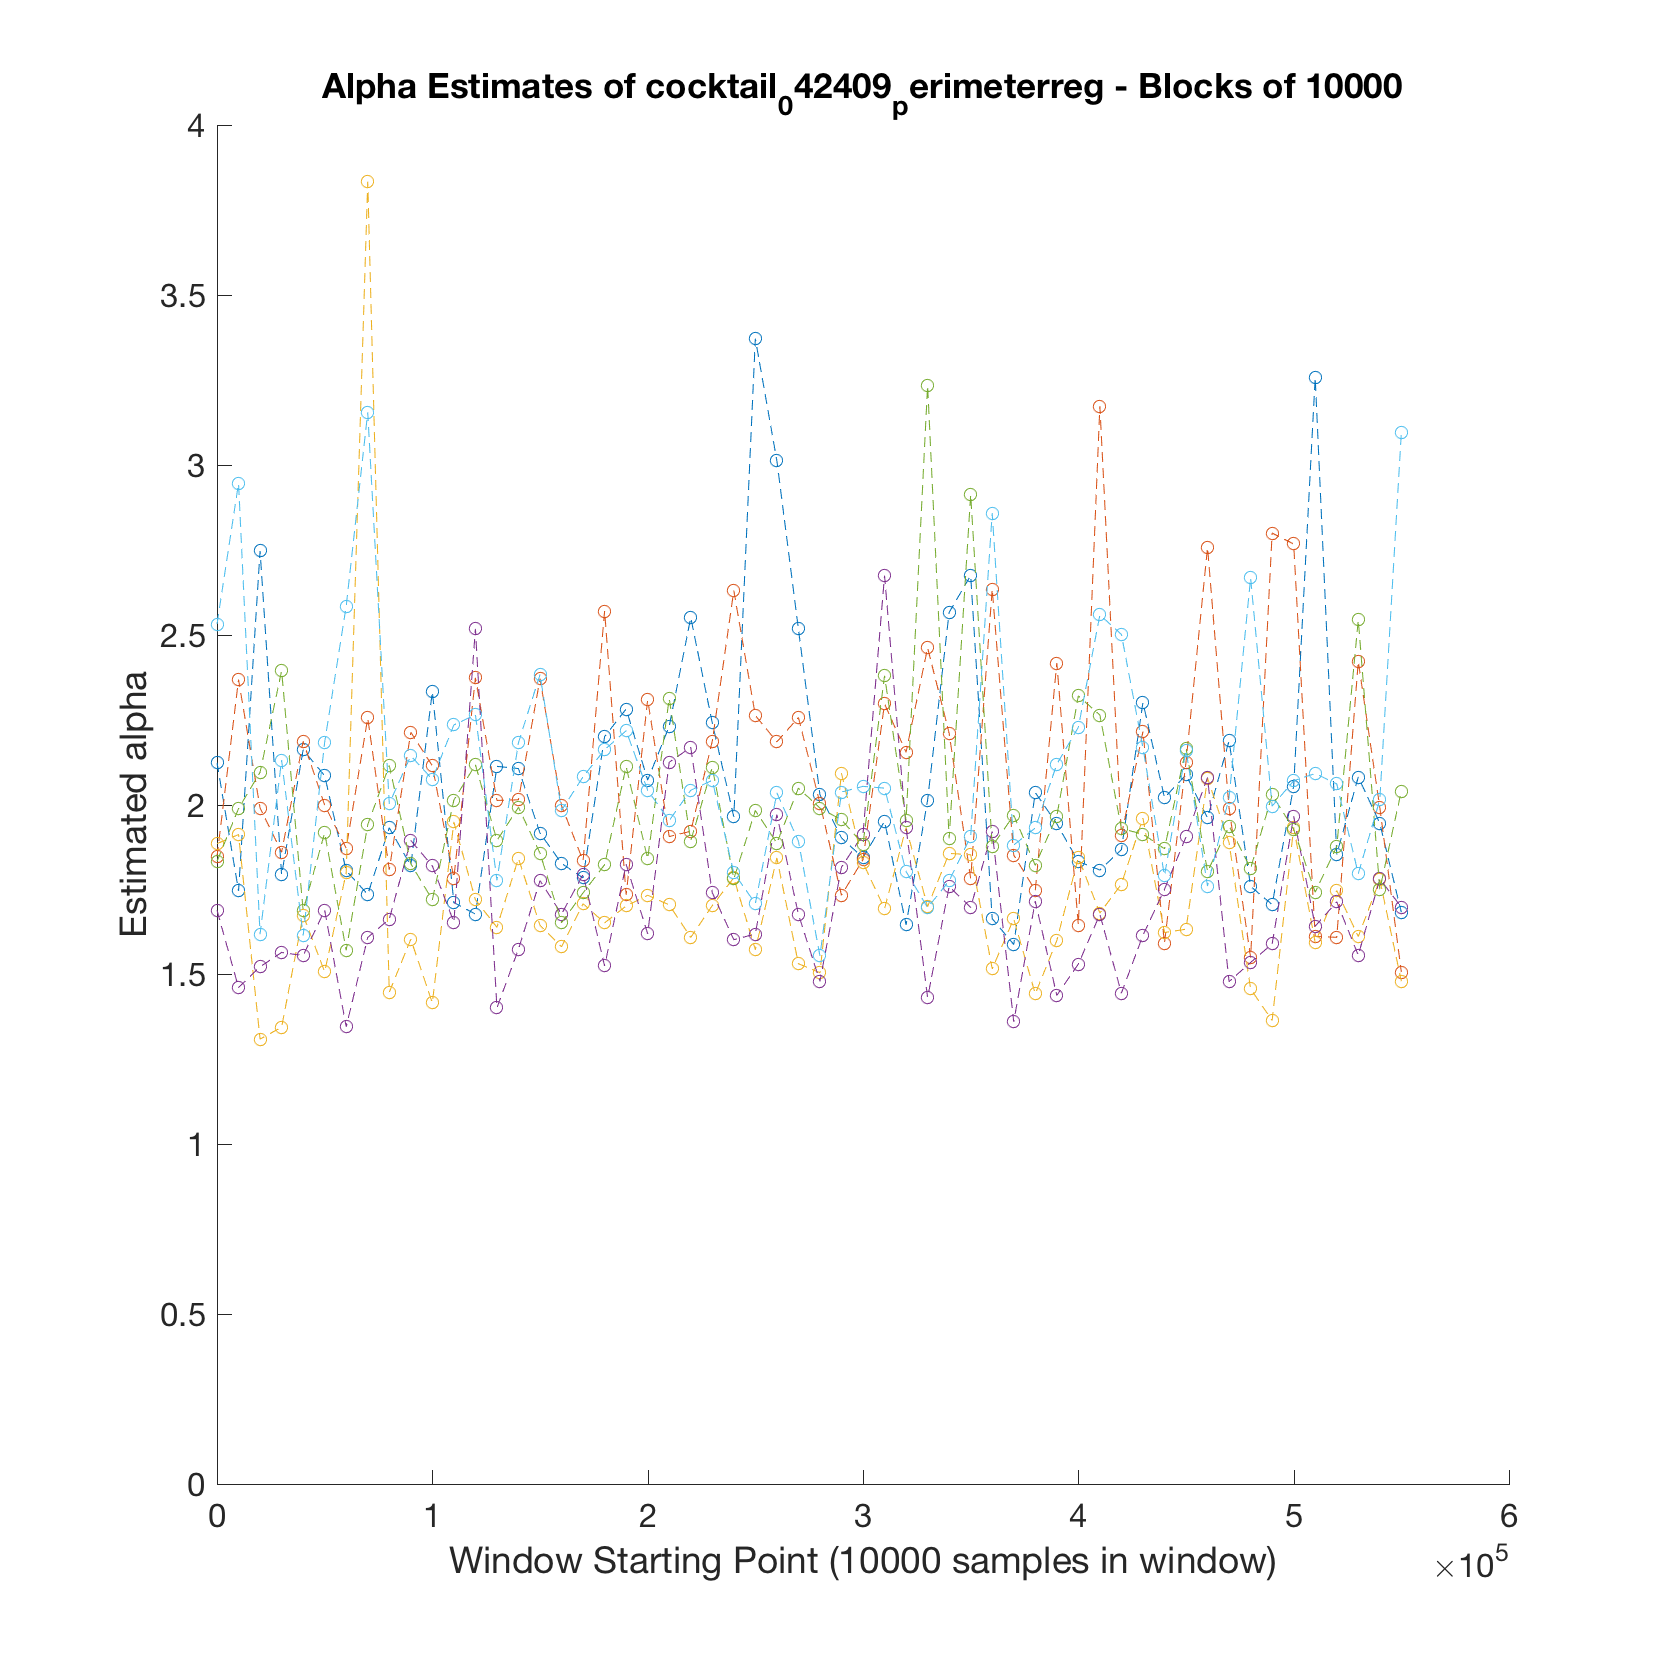 Alpha Estimates of cocktail_042409_perimeterreg - Blocks of 10000
4
3.5
3
2.5
2
1.5
1
0.5
0
Estimated alpha
0 1 2 3 4 5 6
Window Starting Point (10000 samples in window)
×10^5